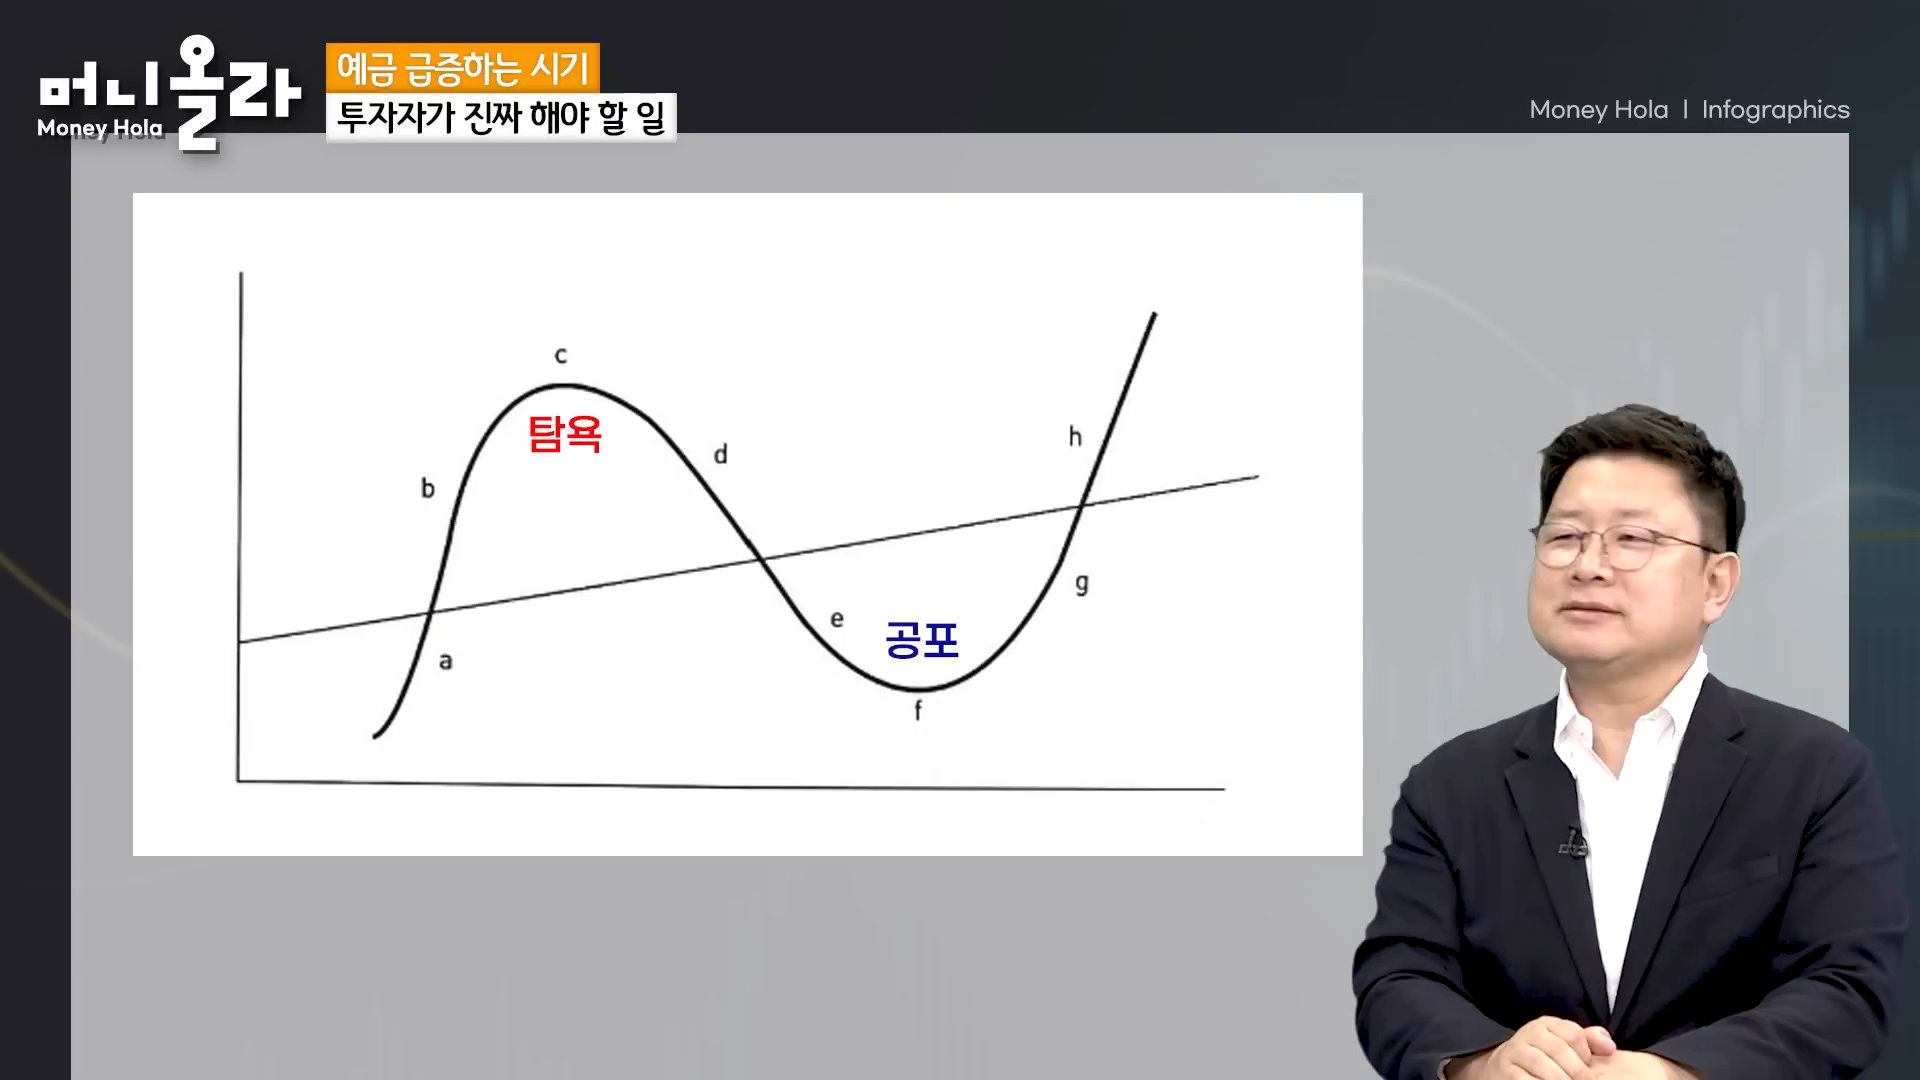 머니올라
Money Hola
예금 급증하는 시기
투자자가 진짜 해야 할 일
Money Hola | Infographics
c
탐욕
b
d
h
a
e
공포
g
f